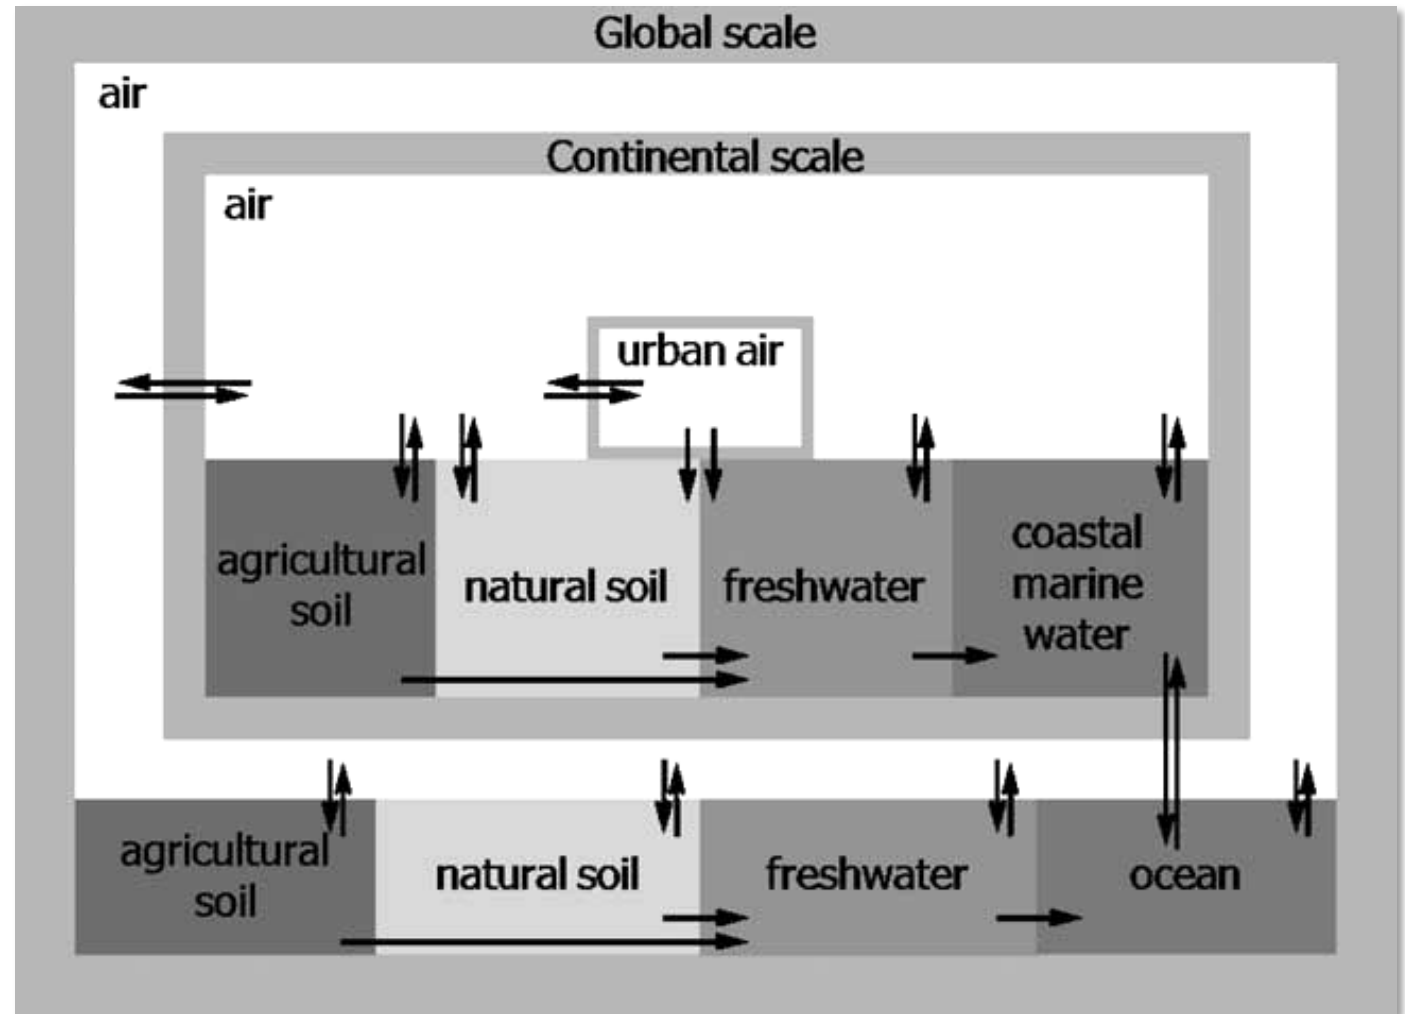 Global scale
air
Continental scale
air
urban air
agricultural
soil
natural soil
freshwater
coastal
marine
water
agricultural
soil
natural soil
freshwater
ocean